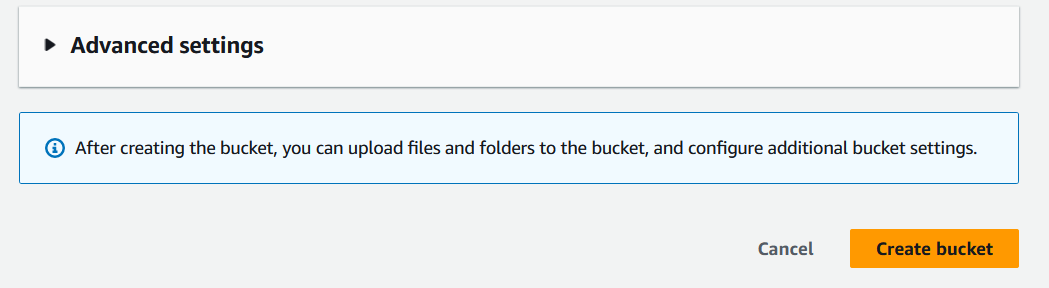 Advanced settings
After creating the bucket, you can upload files and folders to the bucket, and configure additional bucket settings.
Cancel
Create bucket